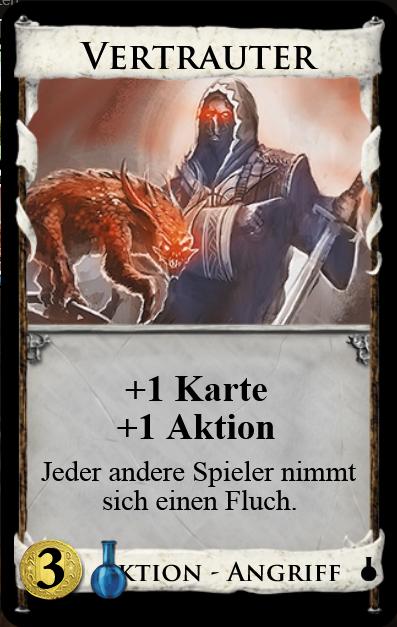 VERTRAUTER
+1 Karte
+1 Aktion
Jeder andere Spieler nimmt
sich einen Fluch.
3 KTION - ANGRIFF